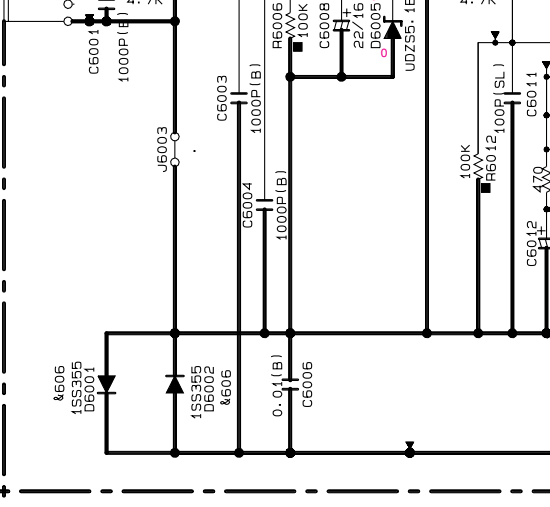 C6001
1000P(B)
J6003
C6003
1000P(B)
C6004
1000P(B)
R6006
100K
C6008
22/16
D6005
UDZS5.1B
0
100K
R6012
100P(SL)
C6011
470
C6012
&606
1SS355
D6001
1SS355
D6002
&606
0.01(B)
C6006